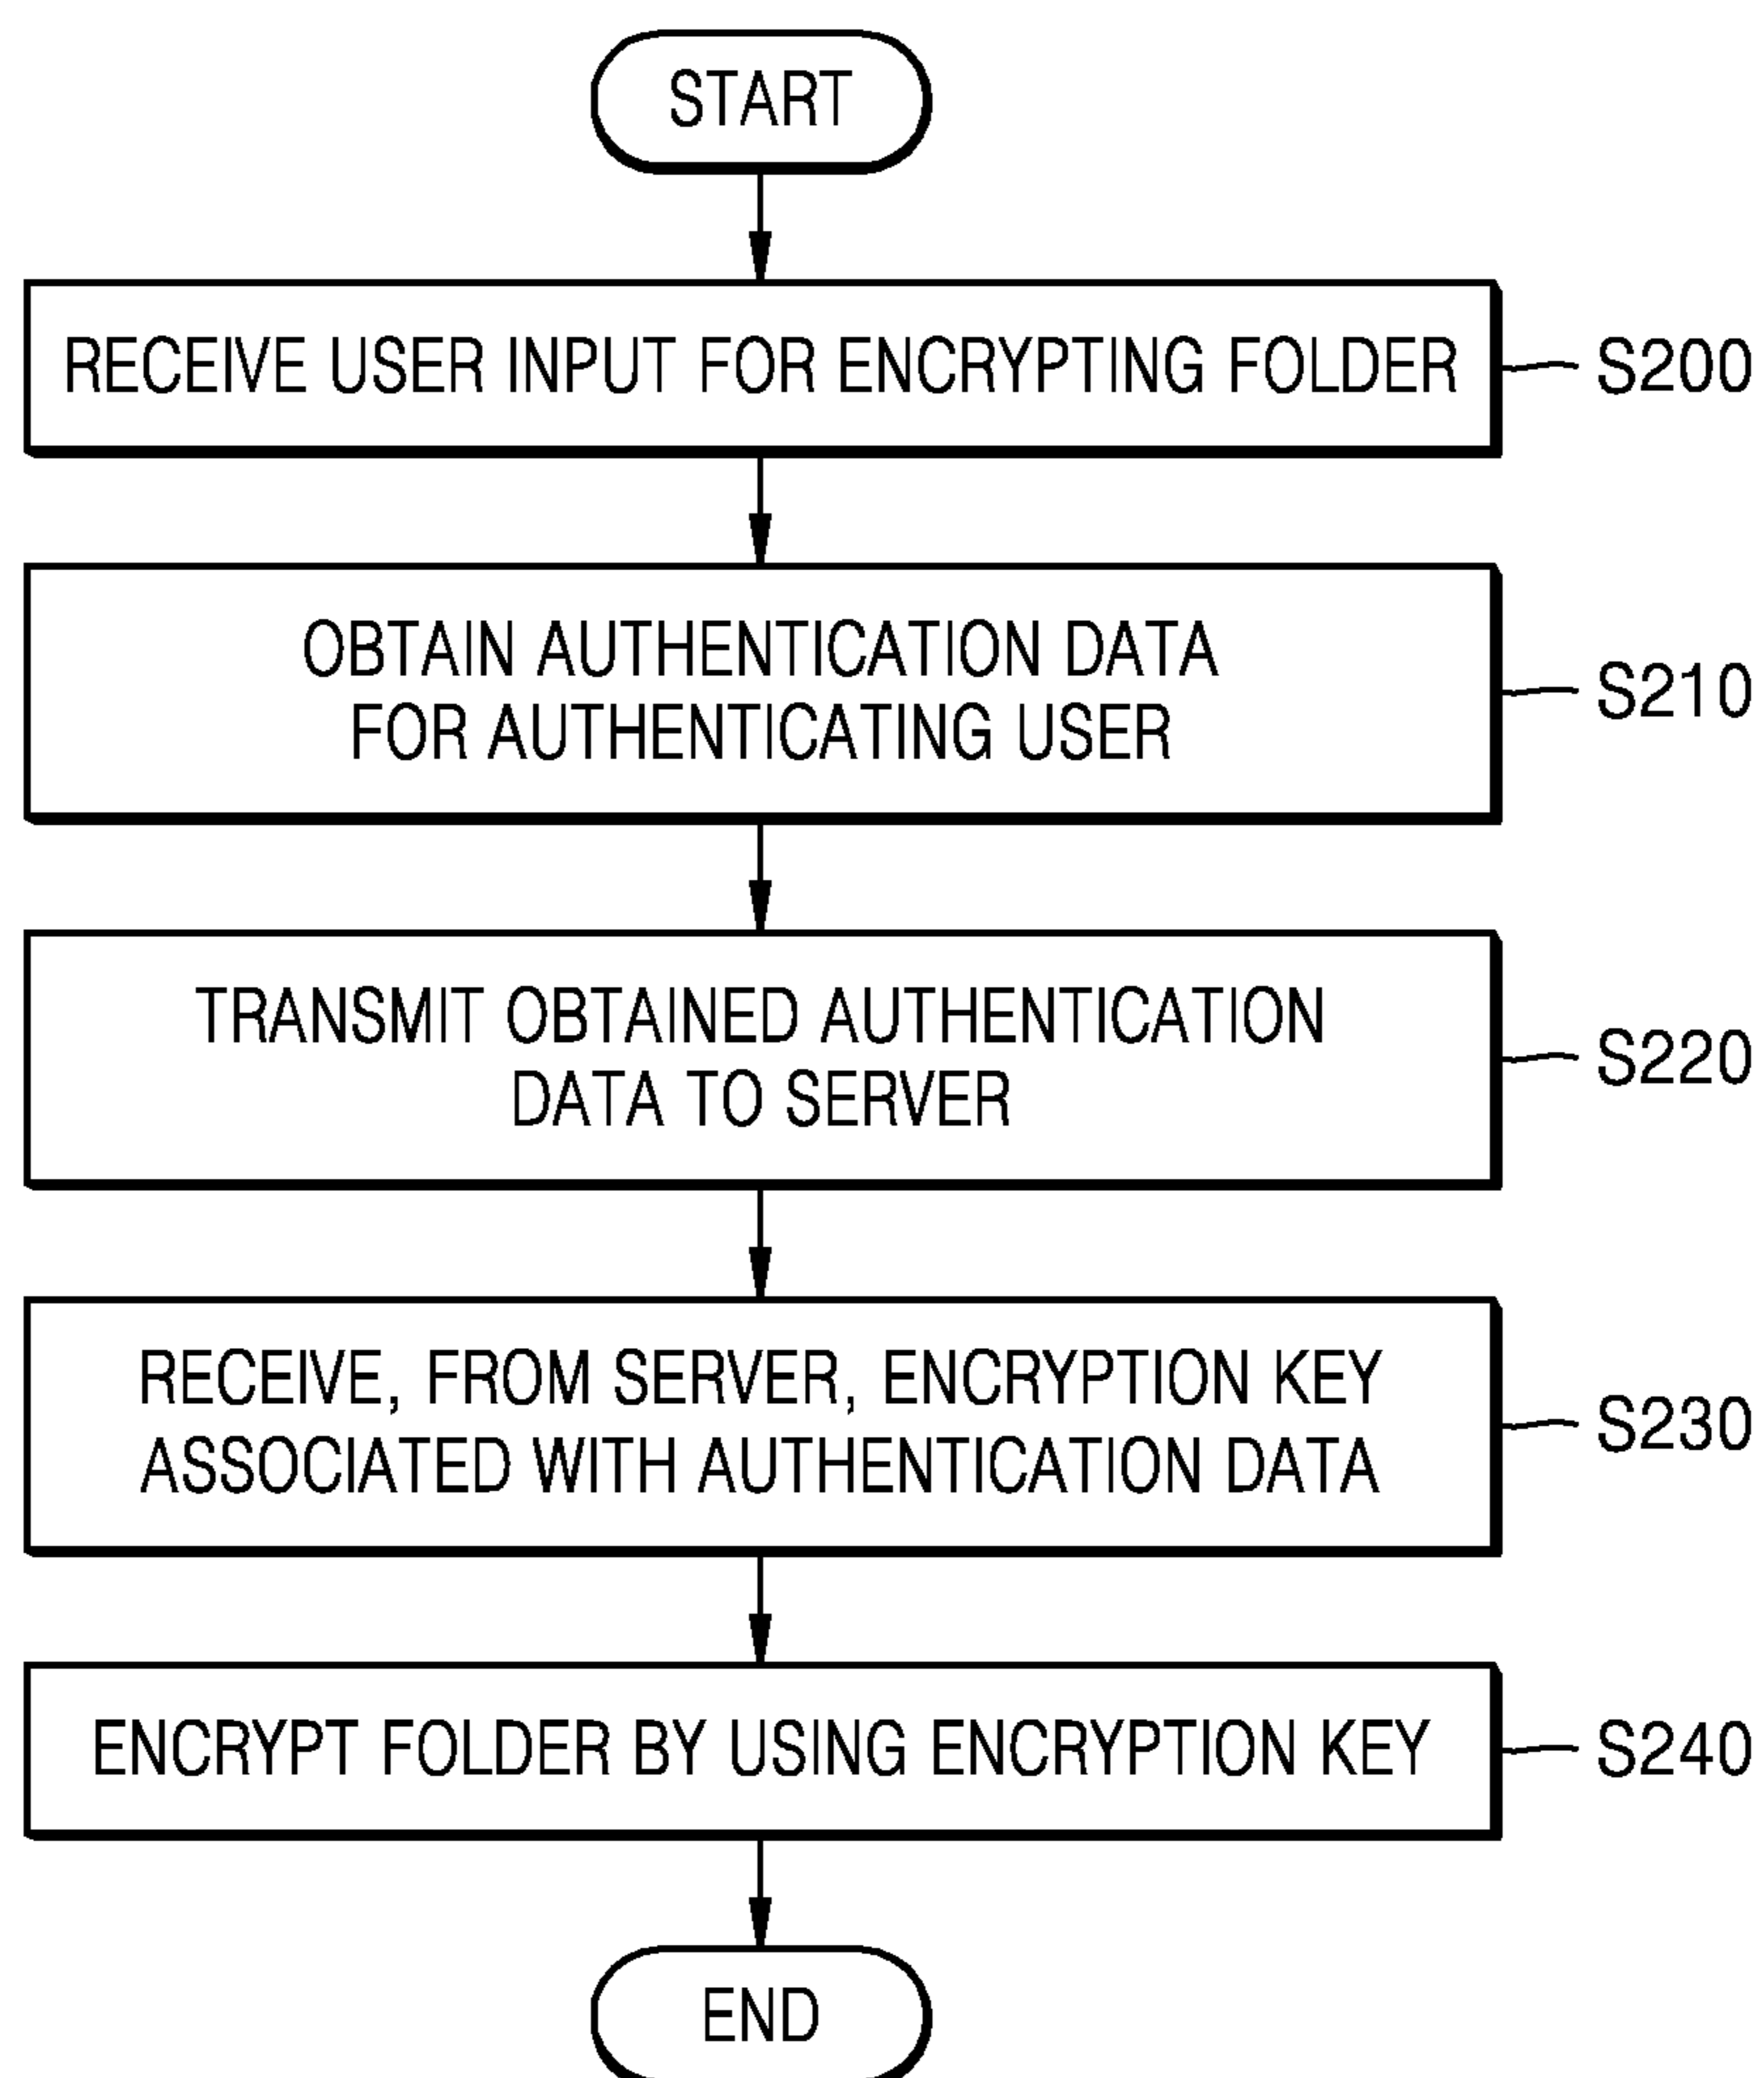 START
RECEIVE USER INPUT FOR ENCRYPTING FOLDER
S200
OBTAIN AUTHENTICATION DATA
FOR AUTHENTICATING USER
S210
TRANSMIT OBTAINED AUTHENTICATION
DATA TO SERVER
S220
RECEIVE, FROM SERVER, ENCRYPTION KEY
ASSOCIATED WITH AUTHENTICATION DATA
S230
ENCRYPT FOLDER BY USING ENCRYPTION KEY
S240
END